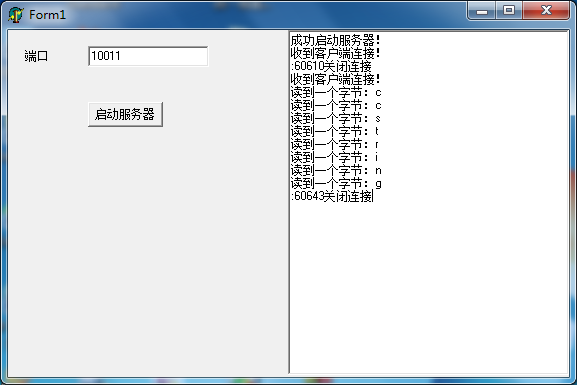 Form1
端口
10011
启动服务器
成功启动服务器!
收到客户端连接!
:60610关闭连接
收到客户端连接!
读到一个字节: c
读到一个字节: c
读到一个字节: s
读到一个字节: t
读到一个字节: r
读到一个字节: i
读到一个字节: n
读到一个字节: g
:60643关闭连接